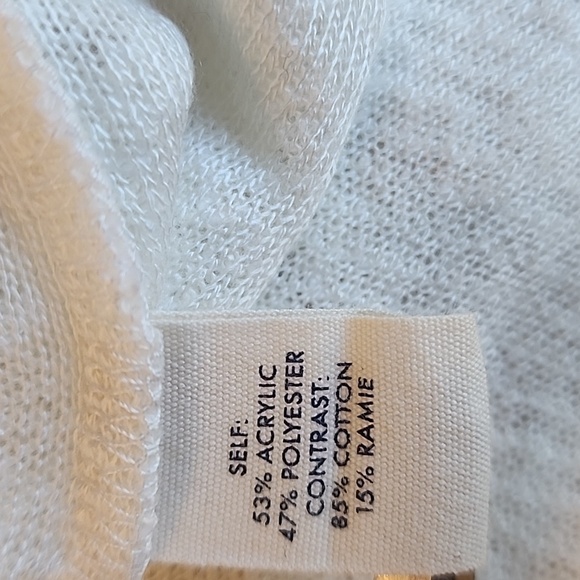 SELF:
53% ACRYLIC
47% POLYESTER
CONTRAST:
85% COTTON
15% RAMIE